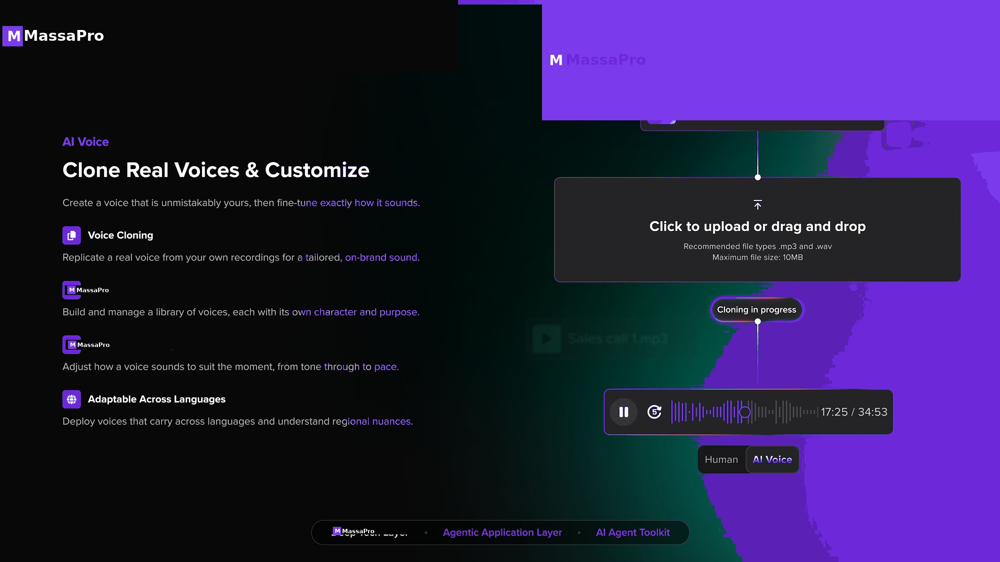 M MassaPro
M MassaPro
AI Voice
Clone Real Voices & Customize
Create a voice that is unmistakably yours, then fine-tune exactly how it sounds.
Voice Cloning
Replicate a real voice from your own recordings for a tailored, on-brand sound.
M MassaPro
Build and manage a library of voices, each with its own character and purpose.
M MassaPro
Adjust how a voice sounds to suit the moment, from tone through to pace.
Adaptable Across Languages
Deploy voices that carry across languages and understand regional nuances.
Click to upload or drag and drop
Recommended file types .mp3 and .wav
Maximum file size: 10MB
Cloning in progress
Sales call 1.mp3
5
17:25 / 34:53
Human
AI Voice
M MassaPro
Layer
Agentic Application Layer
AI Agent Toolkit